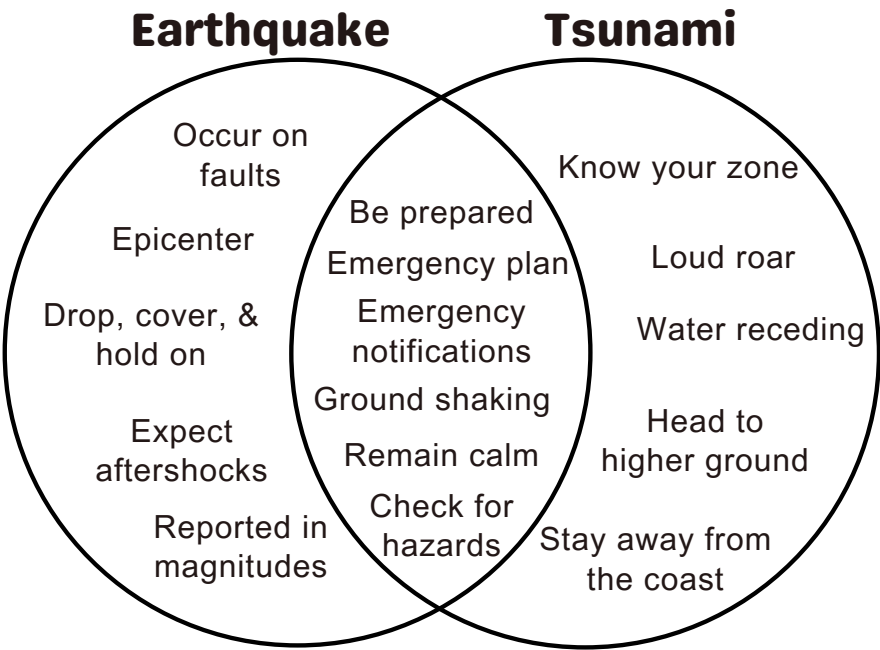 Earthquake
Tsunami
Occur on
faults
Epicenter
Drop, cover, &
hold on
Expect
aftershocks
Reported in
magnitudes
Be prepared
Emergency plan
Emergency
notifications
Ground shaking
Remain calm
Check for
hazards
Know your zone
Loud roar
Water receding
Head to
higher ground
Stay away from
the coast